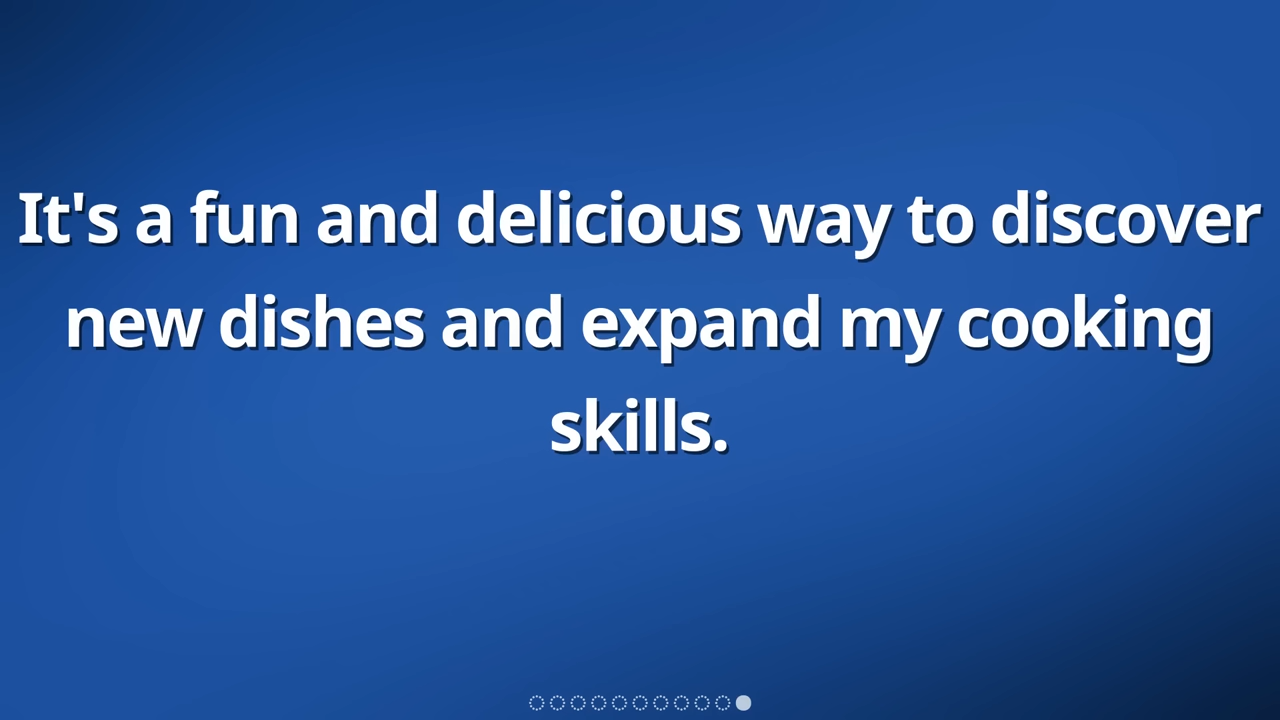 It's a fun and delicious way to discover
new dishes and expand my cooking
skills.